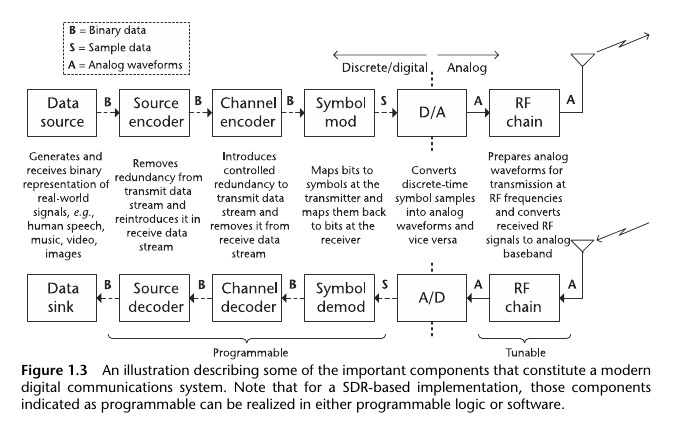 B = Binary data
S = Sample data
A = Analog waveforms
Discrete/digital
Analog
Data
source
B
Source
encoder
B
Channel
encoder
B
Symbol
mod
S
D/A
A
RF
chain
A
Generates and
receives binary
representation of
real-world
signals, e.g.,
human speech,
music, video,
images
Removes
redundancy from
transmit data
stream and
reintroduces it in
receive data
stream
Introduces
controlled
redundancy to
transmit data
stream and
removes it from
receive data
stream
Maps bits to
symbols at the
transmitter and
maps them back
to bits at the
receiver
Converts
discrete-time
symbol samples
into analog
waveforms and
vice versa
Prepares analog
waveforms for
transmission at
RF frequencies
and converts
received RF
signals to analog
baseband
Data
sink
B
Source
decoder
B
Channel
decoder
B
Symbol
demod
S
A/D
A
RF
chain
A
Programmable
Tunable
Figure 1.3 An illustration describing some of the important components that constitute a modern
digital communications system. Note that for a SDR-based implementation, those components
indicated as programmable can be realized in either programmable logic or software.